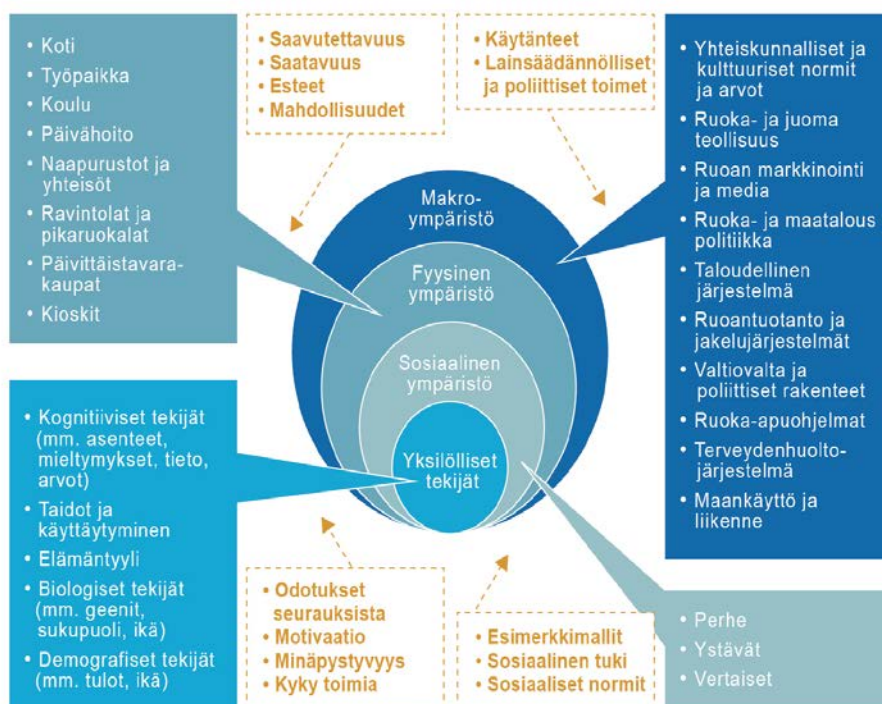 • Koti
• Työpaikka
• Koulu
• Päivähoito
• Naapurustot ja
yhteisöt
• Ravintolat ja
pikaruokalat
• Päivittäistavara-
kaupat
• Kioskit
• Saavutettavuus
• Saatavuus
• Esteet
• Mahdollisuudet
• Käytänteet
• Lainsäädännölliset
ja poliittiset toimet
• Yhteiskunnalliset ja
kulttuuriset normit
ja arvot
• Ruoka- ja juoma
teollisuus
• Ruoan markkinointi
ja media
• Ruoka- ja maatalous
politiikka
• Taloudellinen
järjestelmä
• Ruoantuotanto ja
jakelujärjestelmät
• Valtiovalta ja
poliittiset rakenteet
• Ruoka-apuohjelmat
• Terveydenhuolto-
järjestelmä
• Maankäyttö ja
liikenne
Makro-
ympäristö
Fyysinen
ympäristö
Sosiaalinen
ympäristö
Yksilölliset
tekijät
• Kognitiiviset tekijät
(mm. asenteet,
mieltymykset, tieto,
arvot)
• Taidot ja
käyttäytyminen
• Elämäntyyli
• Biologiset tekijät
(mm. geenit,
sukupuoli, ikä)
• Demografiset tekijät
(mm. tulot, ikä)
• Odotukset
seurauksista
• Motivaatio
• Minäpystyvyys
• Kyky toimia
• Esimerkkimallit
• Sosiaalinen tuki
• Sosiaaliset normit
• Perhe
• Ystävät
• Vertaiset